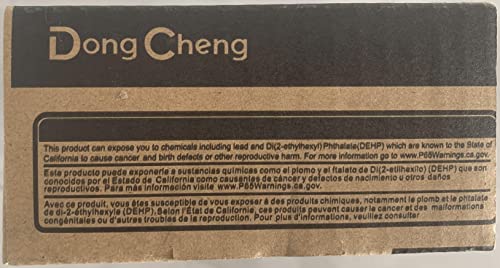 Dong Cheng
This product can expose you to chemicals including lead and Di(2-ethylhexyl) Phthalate(DEHP) which are known to the State of
California to cause cancer and birth defects or other reproductive harm. For more information go to www.P65Warnings.ca.gov.
Este producto puede exponerle a sustancias químicas como el plomo y el ftalato de Di(2-etilhexilo) (DEHP) que son
conocidos por el Estado de California como causantes de cáncer y defectos de nacimiento u otros daños
reproductivos. Para más información visite www.P65Warnings.ca.gov.
Avec ce produit, vous êtes susceptible de vous exposer à des produits chimiques, notamment le plomb et le phtalate
de di-2-éthylhexyle (DEHP). Selon l'État de Californie, ces produits peuvent causer le cancer et des malformations
congénitales ou d'autres troubles de la reproduction. Pour plus d'informations, veuillez consulter